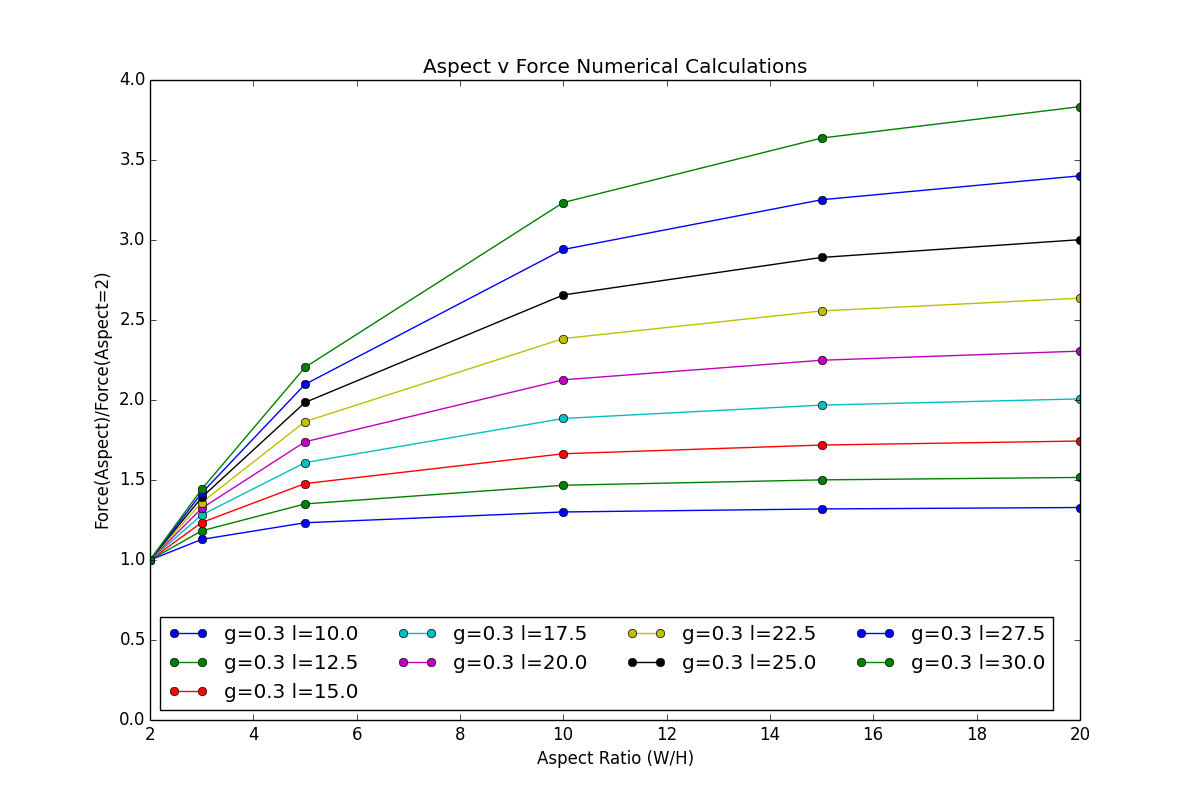 Aspect v Force Numerical Calculations
4.0
3.5
3.0
2.5
2.0
1.5
1.0
0.5
0.0
Force(Aspect)/Force(Aspect=2)
g=0.3 l=10.0
g=0.3 l=12.5
g=0.3 l=15.0
g=0.3 l=17.5
g=0.3 l=20.0
g=0.3 l=22.5
g=0.3 l=25.0
g=0.3 l=27.5
g=0.3 l=30.0
2 4 6 8 10 12 14 16 18 20
Aspect Ratio (W/H)